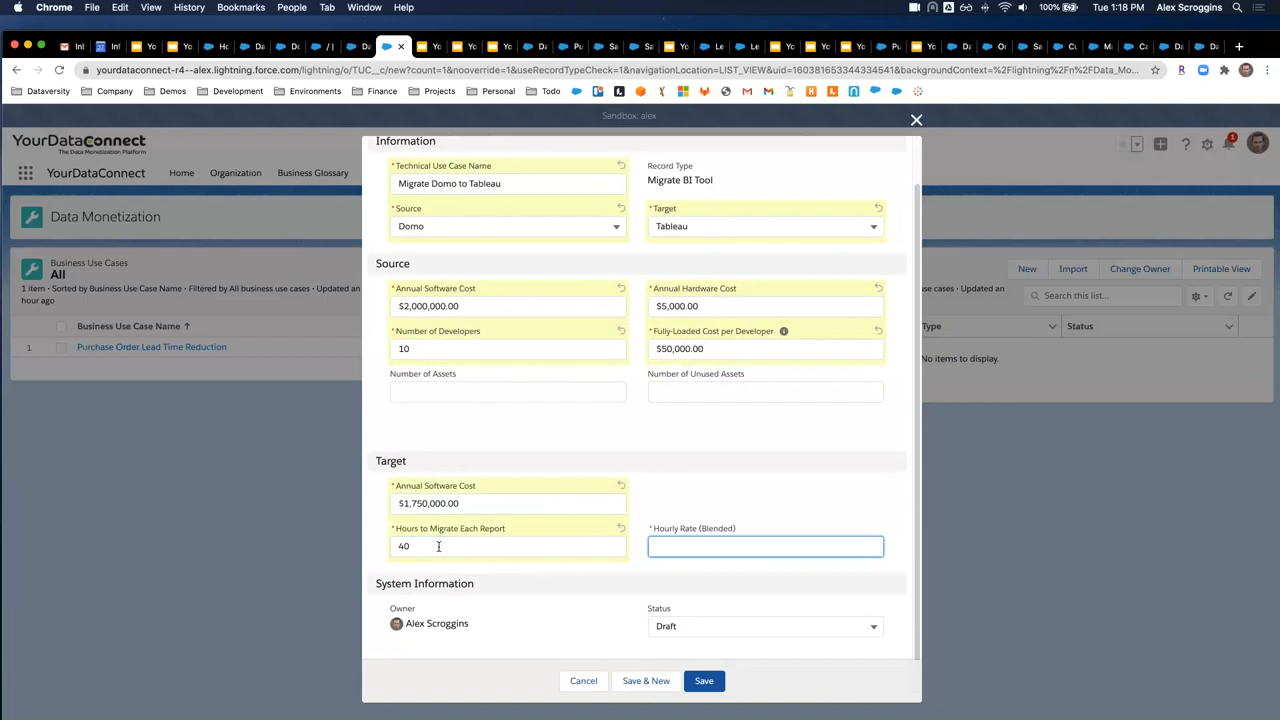 Chrome File Edit View History Bookmarks People Tab Window Help 100% Tue 1:18 PM Alex Scroggins
yourdataconnect-r4--alex.lightning.force.com/lightning/o/TUC__c/new?count=1&nooverride=1&useRecordTypeCheck=1&navigationLocation=LIST_VIEW&uid=160381653344334541&backgroundContext=%2Flightning%2Fn%2FData_Mo...
Dataversity Company Demos Development Environments Finance Projects Personal Todo
Sandbox: alex
YourDataConnect
The Data Monetization Platform
YourDataConnect Home Organization Business Glossary
Data Monetization
Business Use Cases
All
1 item • Sorted by Business Use Case Name • Filtered by All business use cases • Updated an
hour ago
New Import Change Owner Printable View
Search this list...
Business Use Case Name Type Status
1 Purchase Order Lead Time Reduction
No items to display.
Information
* Technical Use Case Name Record Type
Migrate Domo to Tableau Migrate BI Tool
* Source * Target
Domo Tableau
Source
* Annual Software Cost * Annual Hardware Cost
$2,000,000.00 $5,000.00
* Number of Developers * Fully-Loaded Cost per Developer
10 $50,000.00
Number of Assets Number of Unused Assets
Target
* Annual Software Cost
$1,750,000.00
* Hours to Migrate Each Report * Hourly Rate (Blended)
40
System Information
Owner Status
Alex Scroggins Draft
Cancel Save & New Save